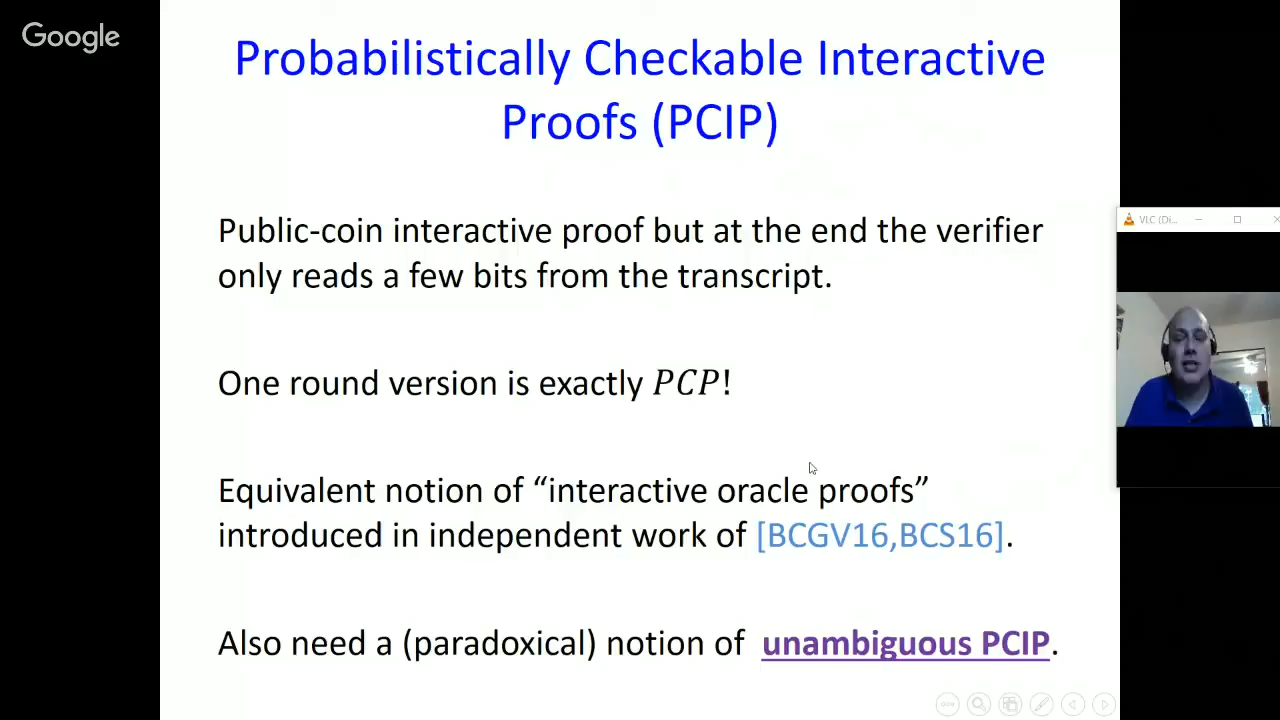 Google
Probabilistically Checkable Interactive
Proofs (PCIP)
VLC (Di...
Public-coin interactive proof but at the end the verifier
only reads a few bits from the transcript.
One round version is exactly PCP!
Equivalent notion of “interactive oracle proofs”
introduced in independent work of [BCGV16,BCS16].
Also need a (paradoxical) notion of unambiguous PCIP.